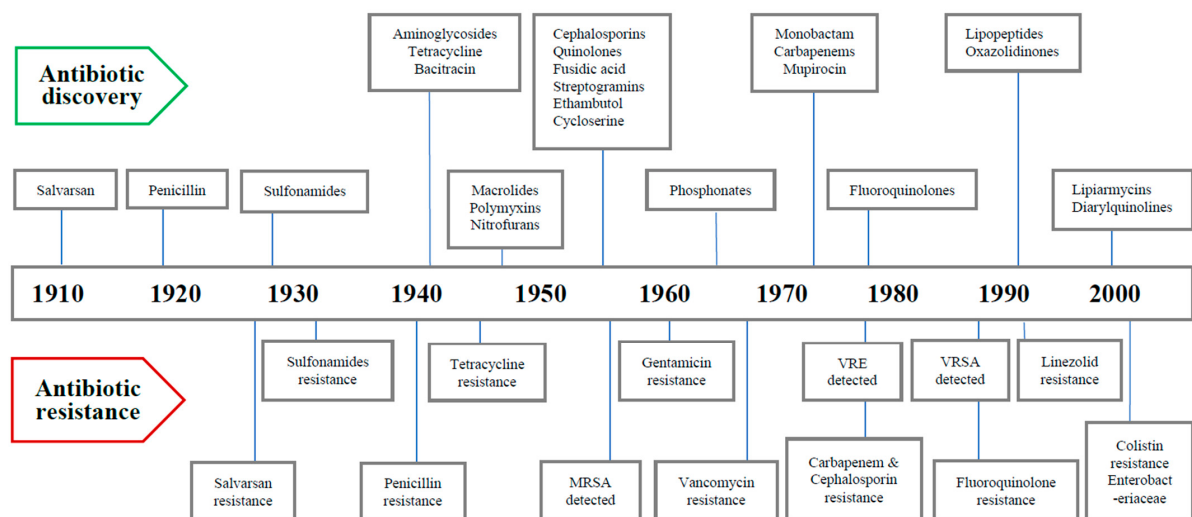 Antibiotic
discovery
Aminoglycosides
Tetracycline
Bacitracin
Cephalosporins
Quinolones
Fusidic acid
Streptogramins
Ethambutol
Cycloserine
Monobactam
Carbapenems
Mupirocin
Lipopeptides
Oxazolidinones
Salvarsan
Penicillin
Sulfonamides
Macrolides
Polymyxins
Nitrofurans
Phosphonates
Fluoroquinolones
Lipiarmycins
Diarylquinolines
1910 1920 1930 1940 1950 1960 1970 1980 1990 2000
Antibiotic
resistance
Sulfonamides
resistance
Tetracycline
resistance
Gentamicin
resistance
VRE
detected
VRSA
detected
Linezolid
resistance
Salvarsan
resistance
Penicillin
resistance
MRSA
detected
Vancomycin
resistance
Carbapenem &
Cephalosporin
resistance
Fluoroquinolone
resistance
Colistin
resistance
Enterobact
-eriaceae